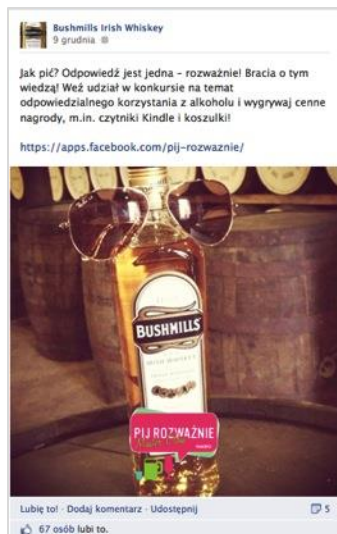 Bushmills Irish Whiskey
9 grudnia
Jak pić? Odpowiedź jest jedna – rozważnie! Bracia o tym
wiedzą! Weź udział w konkursie na temat
odpowiedzialnego korzystania z alkoholu i wygrywaj cenne
nagrody, m.in. czytniki Kindle i koszulki!
https://apps.facebook.com/pij-rozwaznie/
BUSHMILLS
IRISH WHISKEY
PIJ ROZWAŻNIE
Lubię to! · Dodaj komentarz · Udostępnij
5
67 osób lubi to.